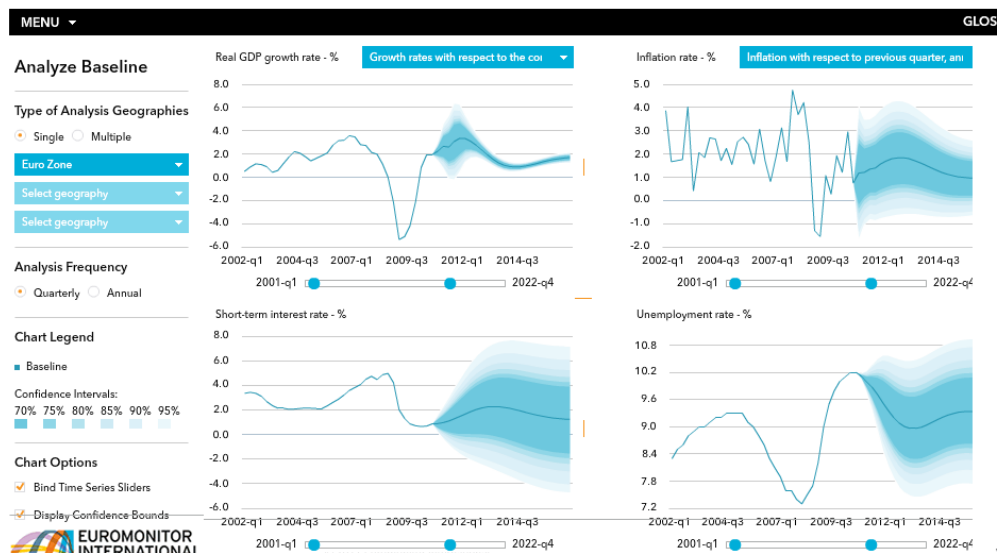 MENU
GLOS
Analyze Baseline
Type of Analysis Geographies
Single Multiple
Euro Zone
Select geography
Select geography
Analysis Frequency
Quarterly Annual
Chart Legend
Baseline
Confidence Intervals:
70% 75% 80% 85% 90% 95%
Chart Options
Bind Time Series Sliders
Display Confidence Bounds
EUROMONITOR
INTERNATIONAL
Real GDP growth rate - %
Growth rates with respect to the coi
8.0
6.0
4.0
2.0
0.0
-2.0
-4.0
-6.0
2002-q1 2004-q3 2007-q1 2009-q3 2012-q1 2014-q3
2001-q1 2022-q4
Inflation rate - %
Inflation with respect to previous quarter, ani
5.0
4.0
3.0
2.0
1.0
0.0
-1.0
-2.0
2002-q1 2004-q3 2007-q1 2009-q3 2012-q1 2014-q3
2001-q1 2022-q4
Short-term interest rate - %
8.0
6.0
4.0
2.0
0.0
-2.0
-4.0
-6.0
2002-q1 2004-q3 2007-q1 2009-q3 2012-q1 2014-q3
2001-q1 2022-q4
Unemployment rate - %
10.8
10.2
9.6
9.0
8.4
7.8
7.2
2002-q1 2004-q3 2007-q1 2009-q3 2012-q1 2014-q3
2001-q1 2022-q4